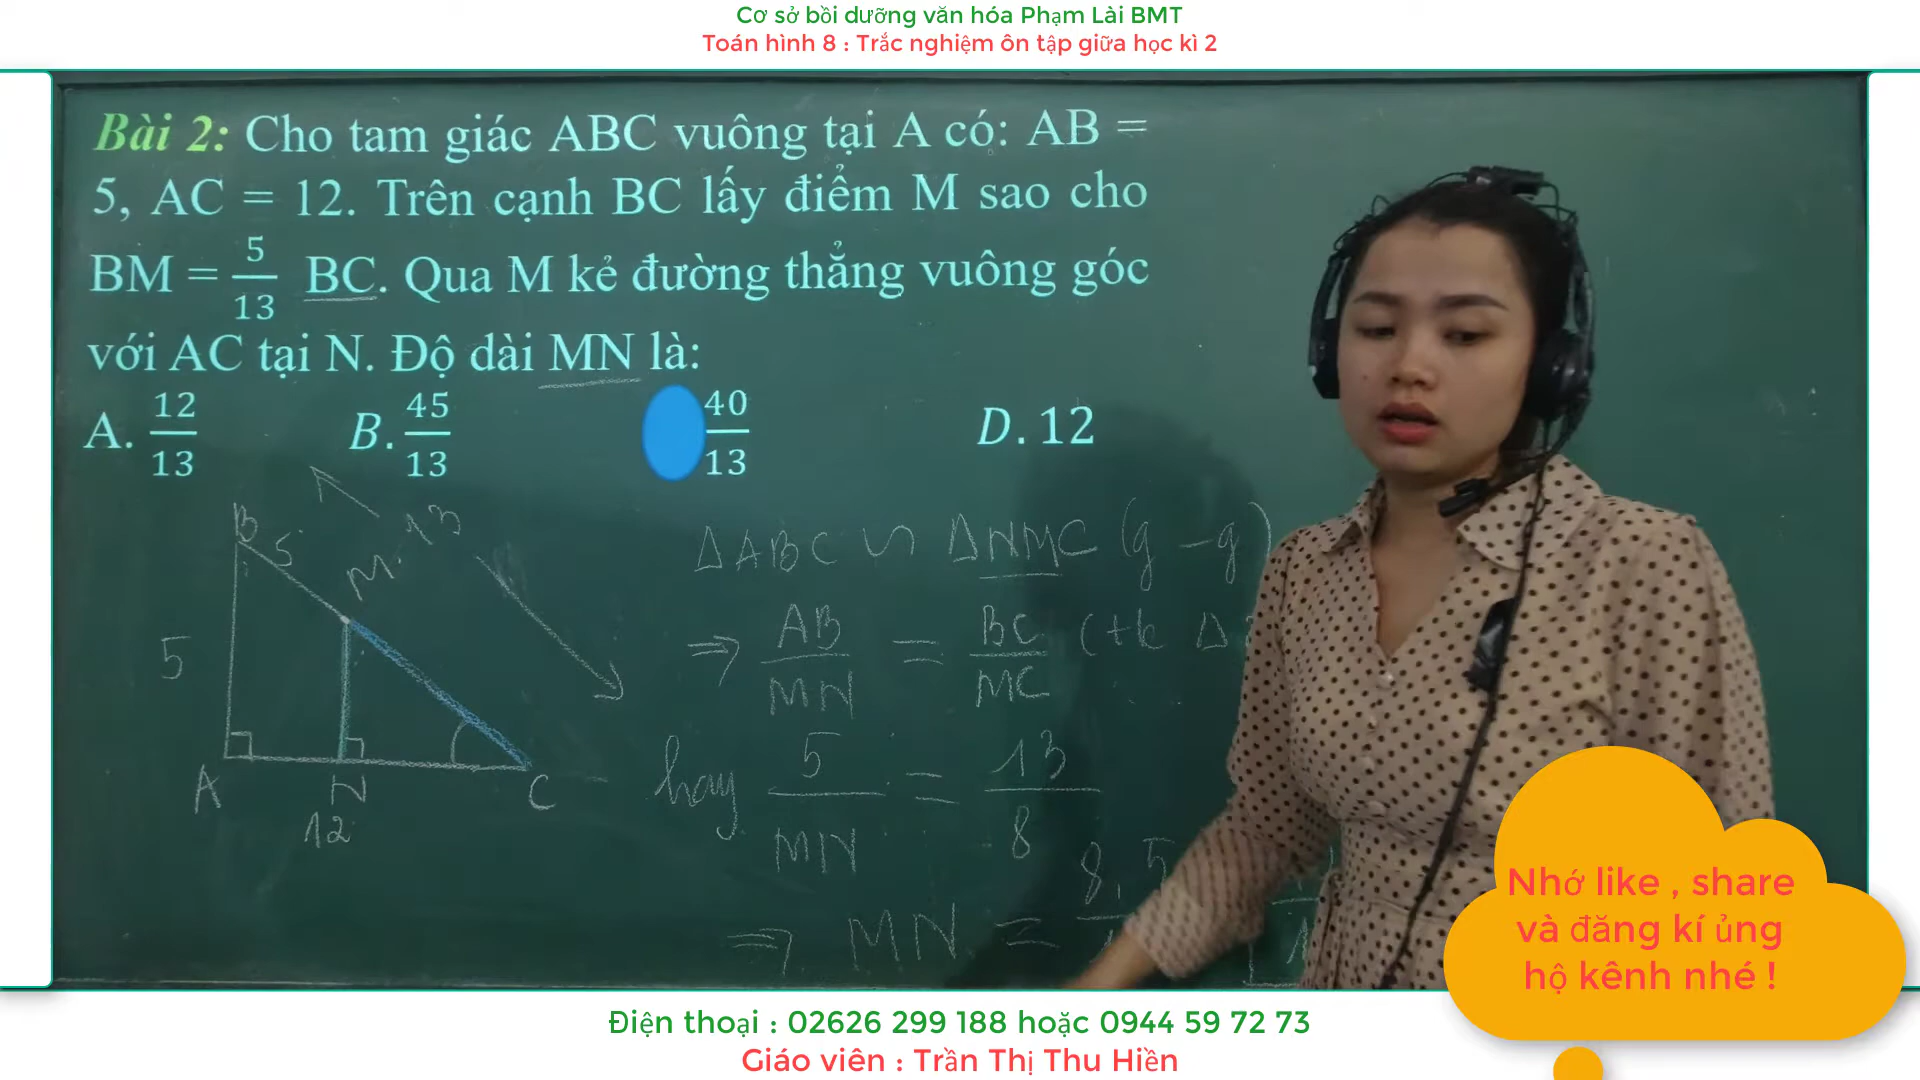 Cơ sở bồi dưỡng văn hóa Phạm Lài BMT
Toán hình 8 : Trắc nghiệm ôn tập giữa học kì 2
Bài 2: Cho tam giác ABC vuông tại A có: AB =
5, AC = 12. Trên cạnh BC lấy điểm M sao cho
BM = 5/13 BC. Qua M kẻ đường thẳng vuông góc
với AC tại N. Độ dài MN là:
A. 12/13 B. 45/13 40/13 D. 12
B 5 M 13
5
A N C
12
Δ ABC ∽ Δ NMC (g - g)
=> AB/MN = BC/MC (+k Δ
hay 5/MN = 13/8
=> MN = 8.5
Nhớ like , share
và đăng kí ủng
hộ kênh nhé !
Điện thoại : 02626 299 188 hoặc 0944 59 72 73
Giáo viên : Trần Thị Thu Hiền